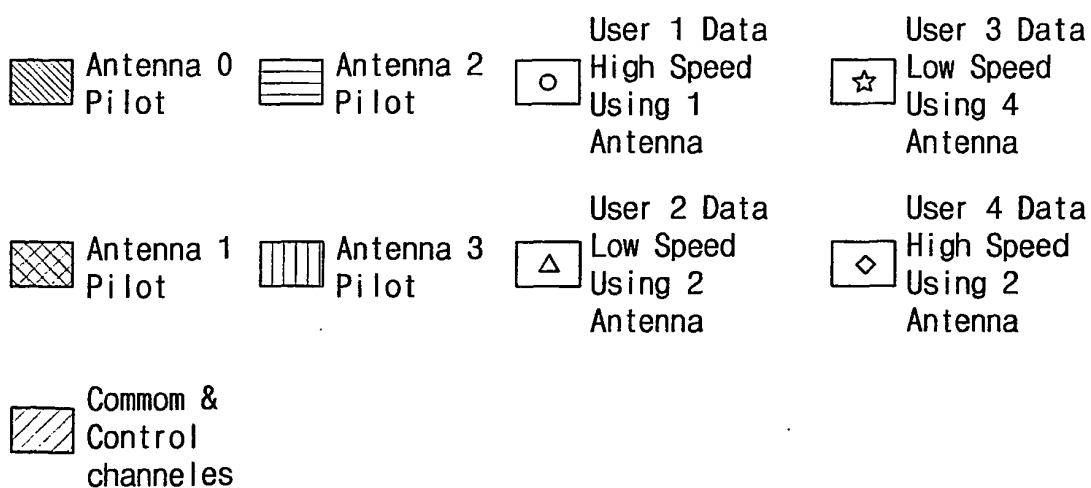 Antenna 0
Pilot
Antenna 2
Pilot
User 1 Data
High Speed
Using 1
Antenna
User 3 Data
Low Speed
Using 4
Antenna
Antenna 1
Pilot
Antenna 3
Pilot
User 2 Data
Low Speed
Using 2
Antenna
User 4 Data
High Speed
Using 2
Antenna
Commom &
Control
channeles